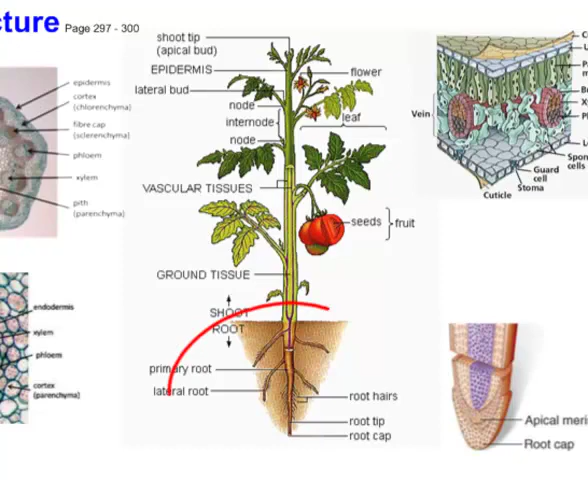 cture Page 297 - 300
epidermis
cortex
(chlorenchyma)
fibre cap
(sclerenchyma)
phloem
xylem
pith
(parenchyma)
endodermis
xylem
phloem
cortex
(parenchyma)
shoot tip
(apical bud)
EPIDERMIS
lateral bud
node
internode
node
VASCULAR TISSUES
GROUND TISSUE
SHOOT
ROOT
primary root
lateral root
flower
leaf
seeds
fruit
root hairs
root tip
root cap
Vein
Guard
cell
Stoma
Cuticle
Spon
cells
Apical meri
Root cap